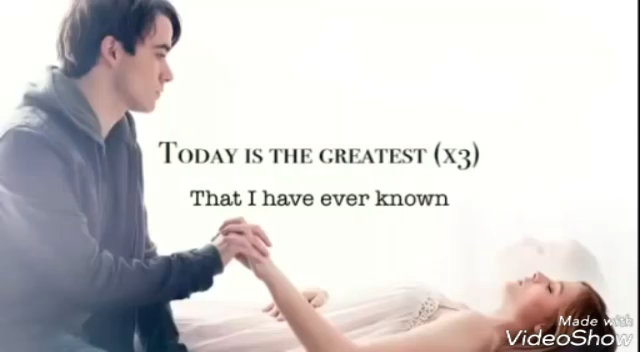 TODAY IS THE GREATEST (X3)
That I have ever known
Made with
VideoShow